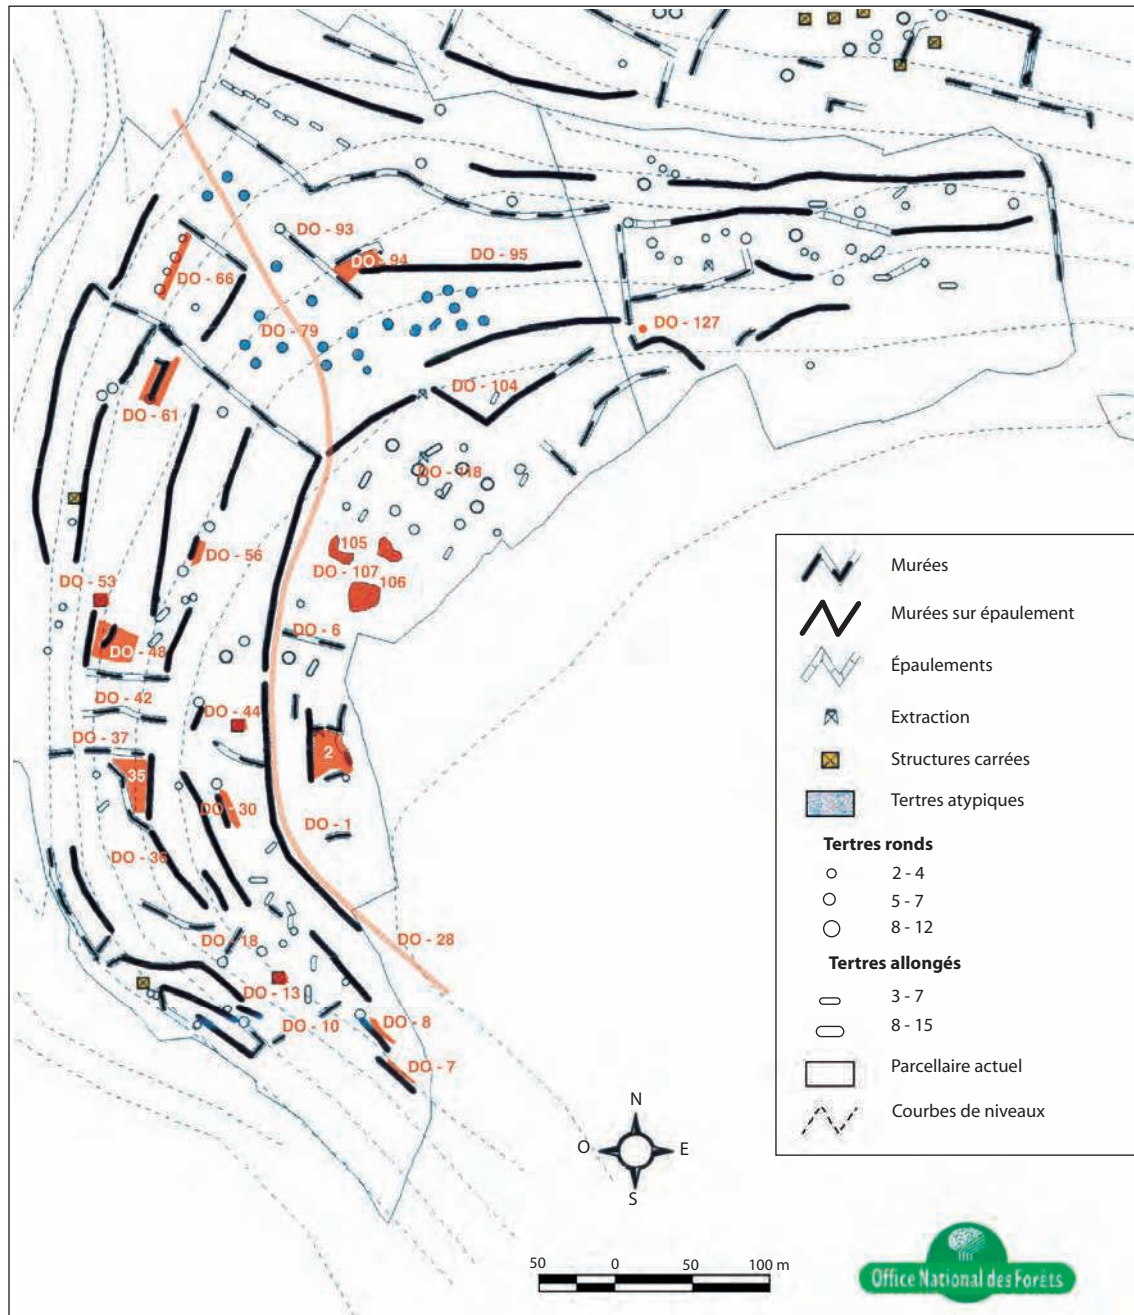 DO - 93
DO - 94
DO - 95
DO - 66
DO - 79
DO - 127
DO - 61
DO - 104
DO - 118
DO - 56
105
DO - 107
106
DO - 53
DO - 6
DO - 48
DO - 42
DO - 44
DO - 37
2
35
DO - 30
DO - 1
DO - 36
DO - 18
DO - 28
DO - 13
DO - 10
DO - 8
DO - 7
Murées
Murées sur épaulement
Épaulements
Extraction
Structures carrées
Tertres atypiques
Tertres ronds
2 - 4
5 - 7
8 - 12
Tertres allongés
3 - 7
8 - 15
Parcellaire actuel
Courbes de niveaux
N
O
E
S
50 0 50 100 m
Office National des Forêts